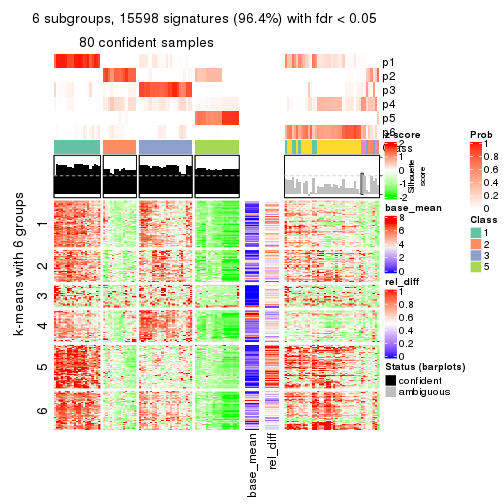 6 subgroups, 15598 signatures (96.4%) with fdr < 0.05
80 confident samples
p1
p2
p3
p4
p5
p6
Class
Silhouette
score
k-means with 6 groups
1
2
3
4
5
6
base_mean
rel_diff
z-score
2
1
0
-1
-2
base_mean
8
6
4
2
0
rel_diff
1
0.8
0.6
0.4
0.2
0
Status (barplots)
confident
ambiguous
Prob
1
0.8
0.6
0.4
0.2
0
Class
1
2
3
5